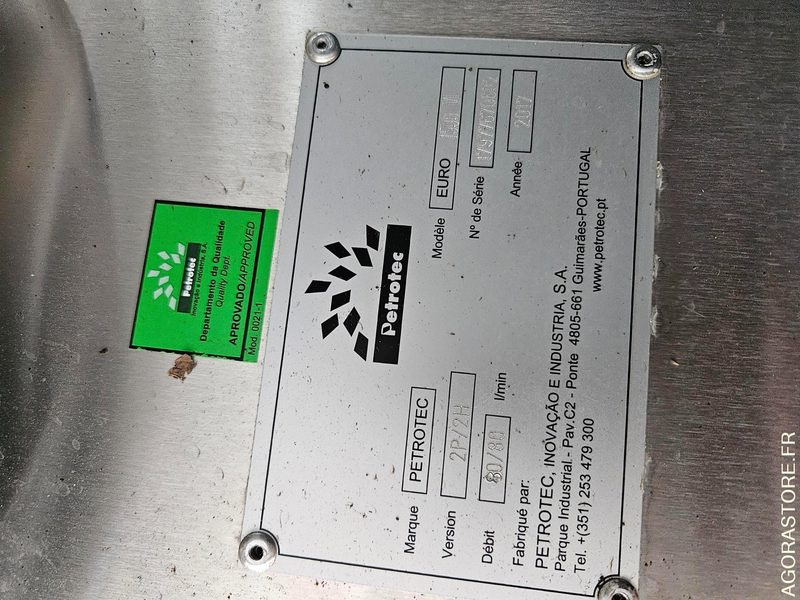 Petrotec
Inovação e Indústria, S.A.
Departamento da Qualidade
Quality Dept.
APROVADO/APPROVED
Mod. 0021-1
Petrotec
Marque PETROTEC
Modèle EURO
Version 2P/2H
Nº de Série
Débit 80/80 l/min
Année 2017
Fabriqué par:
PETROTEC, INOVAÇÃO E INDUSTRIA, S.A.
Parque Industrial - Pav.C2 - Ponte 4805-661 Guimarães-PORTUGAL
Tel. +(351) 253 479 300
www.petrotec.pt
AGORASTORE.FR